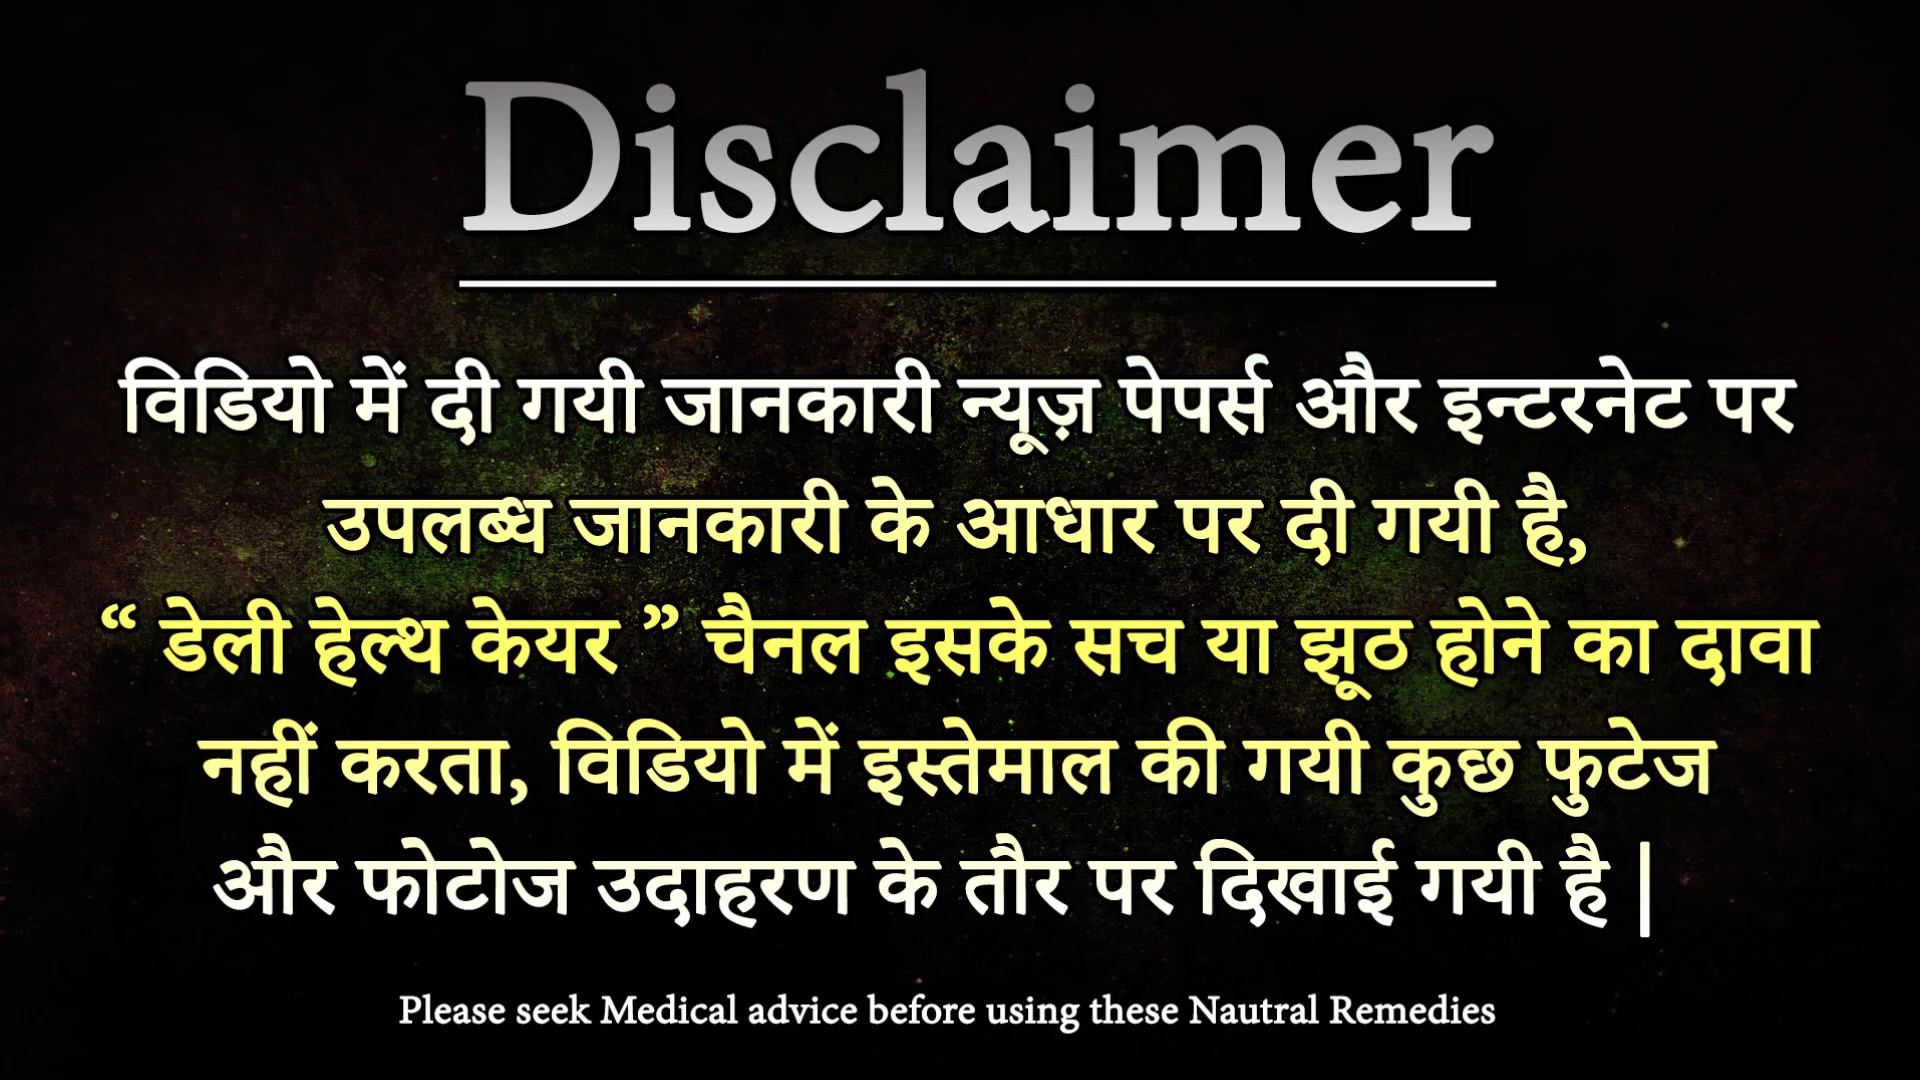 Disclaimer
विडियो में दी गयी जानकारी न्यूज़ पेपर्स और इन्टरनेट पर
उपलब्ध जानकारी के आधार पर दी गयी है,
“ डेली हेल्थ केयर ” चैनल इसके सच या झूठ होने का दावा
नहीं करता, विडियो में इस्तेमाल की गयी कुछ फुटेज
और फोटोज उदाहरण के तौर पर दिखाई गयी है |
Please seek Medical advice before using these Nautral Remedies